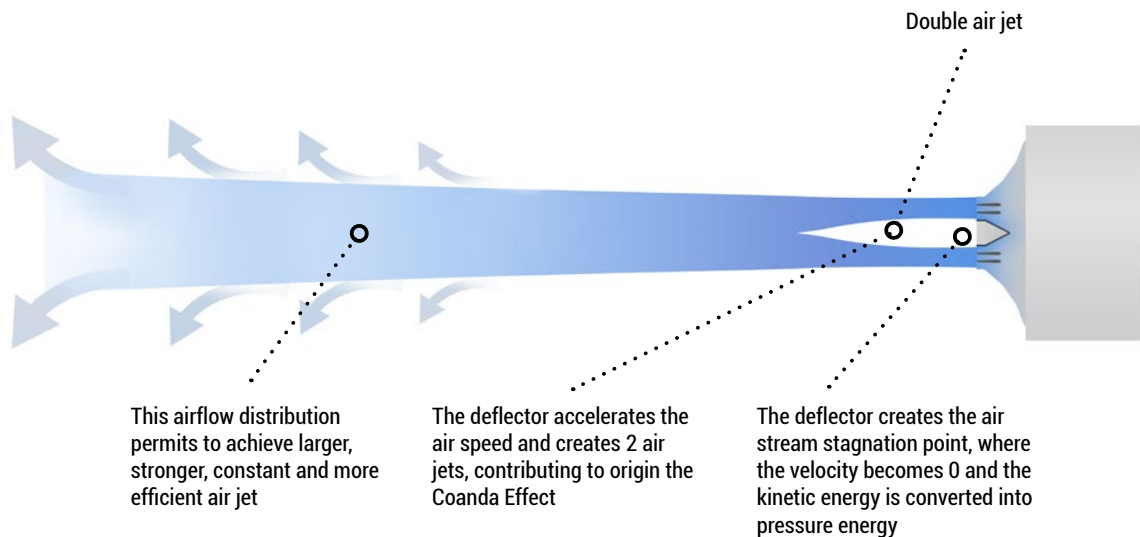 Double air jet
This airflow distribution
permits to achieve larger,
stronger, constant and more
efficient air jet
The deflector accelerates the
air speed and creates 2 air
jets, contributing to origin the
Coanda Effect
The deflector creates the air
stream stagnation point, where
the velocity becomes 0 and the
kinetic energy is converted into
pressure energy